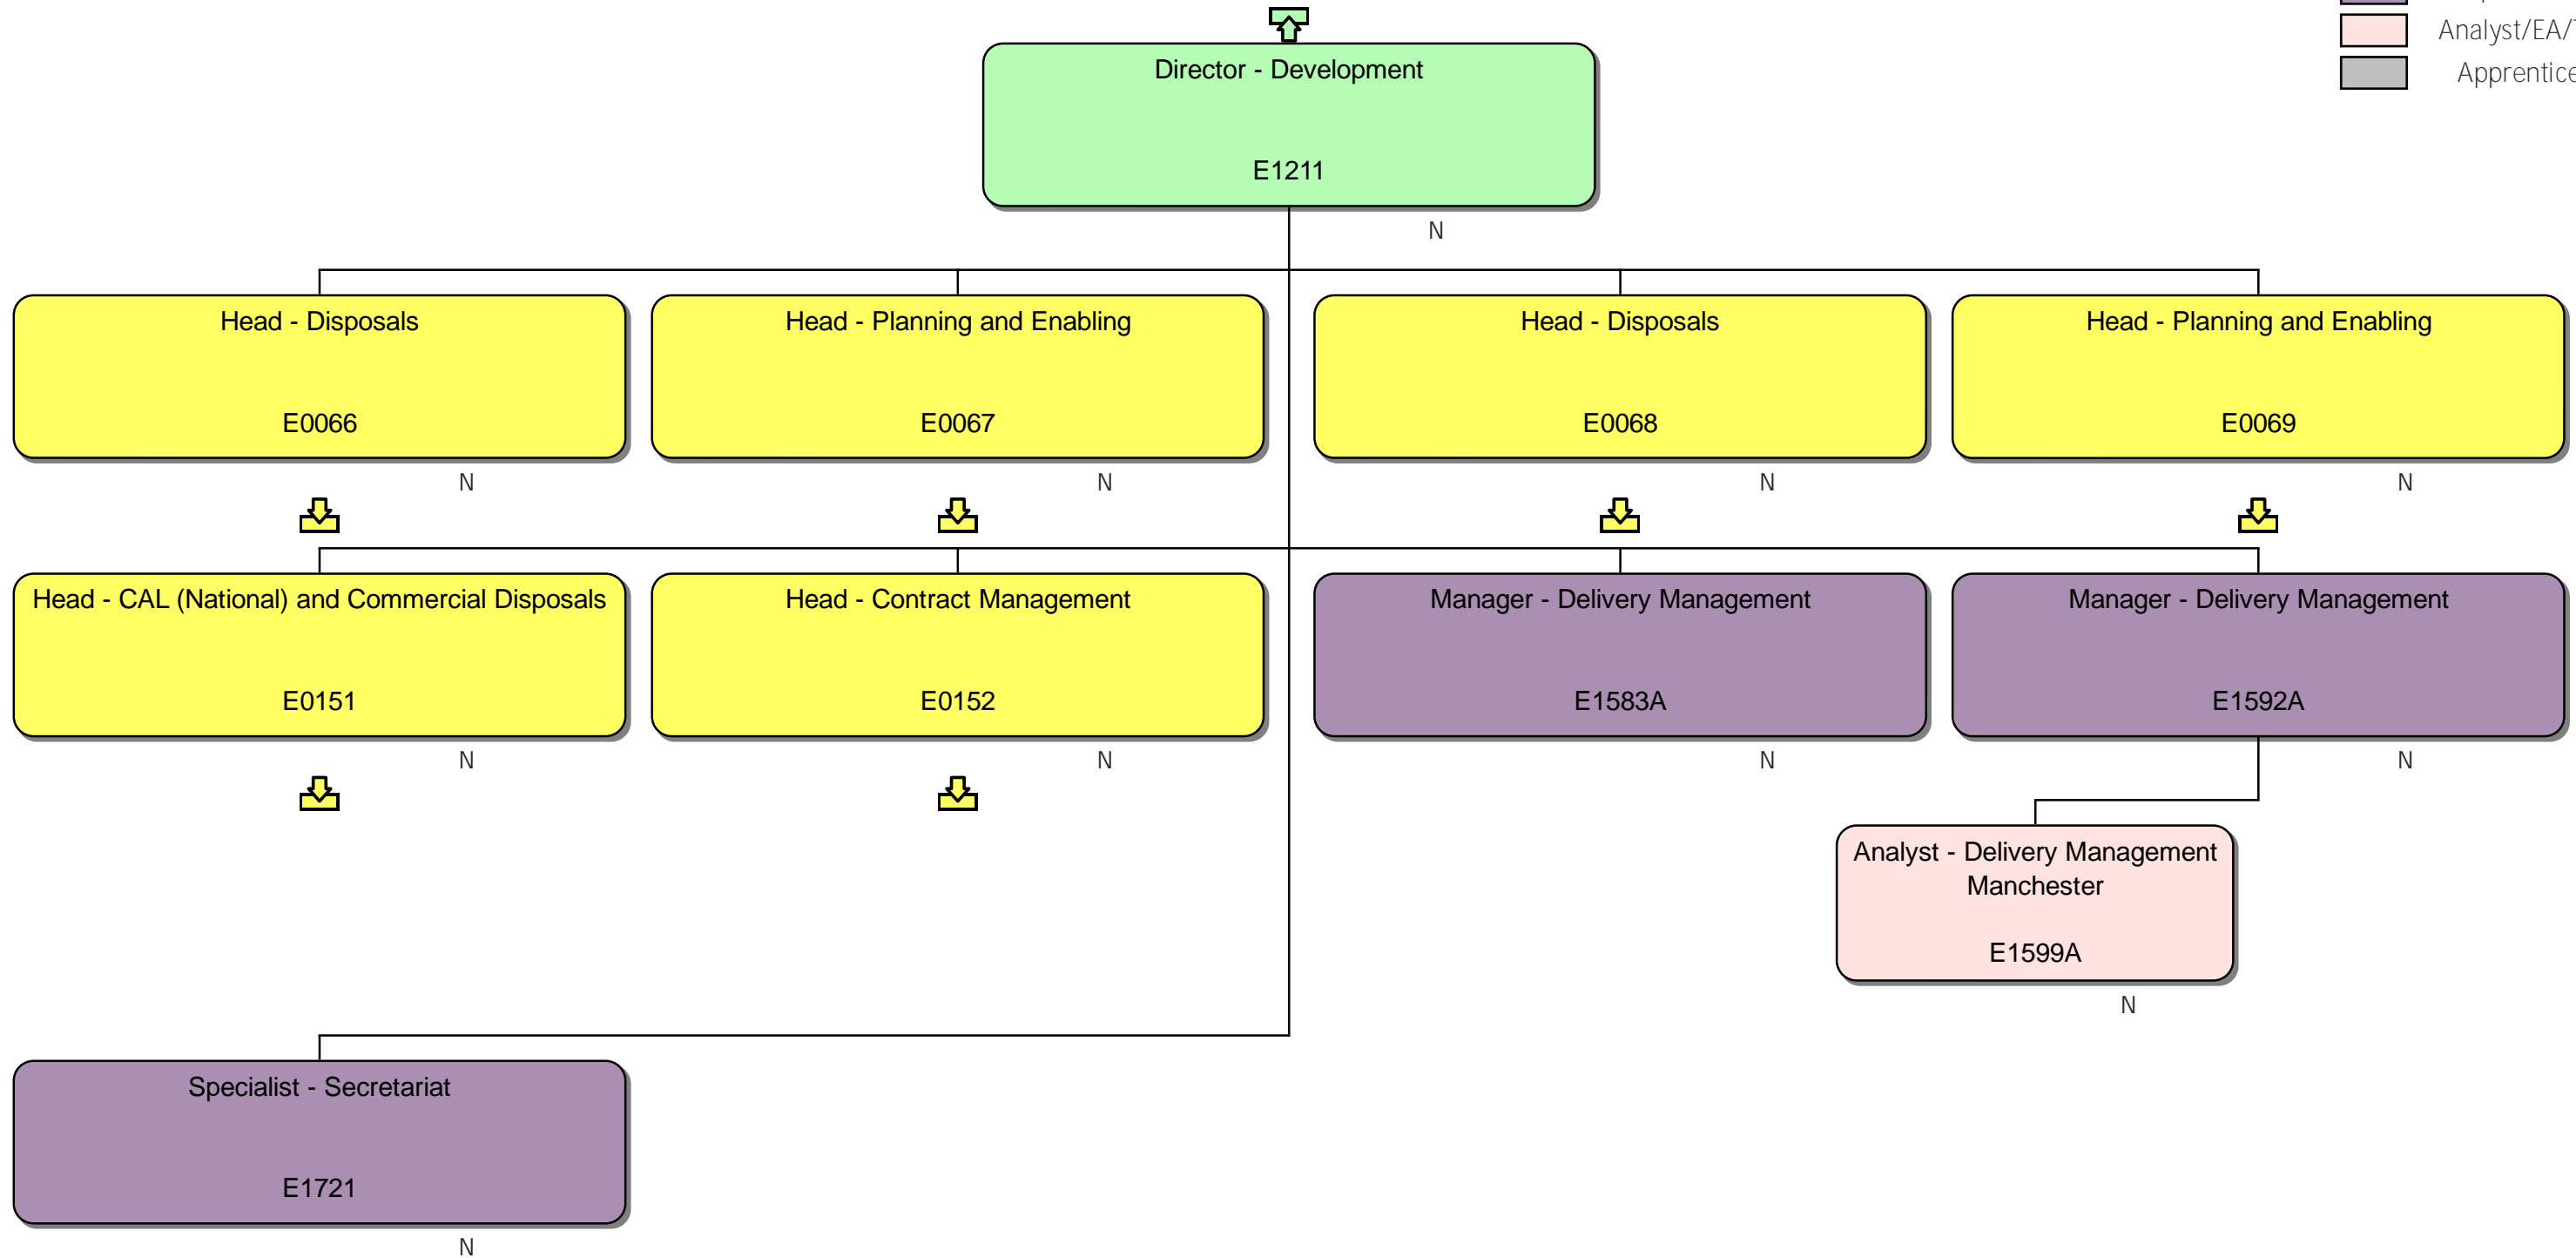 Analyst/EA/
Apprentice
Director - Development
E1211
N
Head - Disposals
E0066
N
Head - Planning and Enabling
E0067
N
Head - Disposals
E0068
N
Head - Planning and Enabling
E0069
N
Head - CAL (National) and Commercial Disposals
E0151
N
Head - Contract Management
E0152
N
Manager - Delivery Management
E1583A
N
Manager - Delivery Management
E1592A
N
Analyst - Delivery Management
Manchester
E1599A
N
Specialist - Secretariat
E1721
N